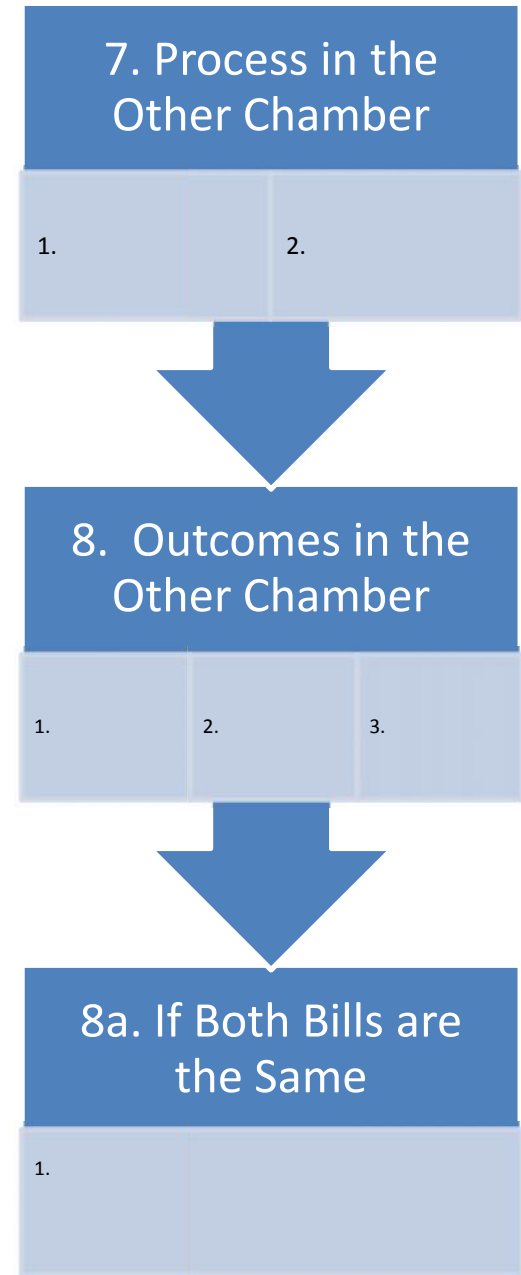 7. Process in the
Other Chamber
1.
2.
8. Outcomes in the
Other Chamber
1.
2.
3.
8a. If Both Bills are
the Same
1.